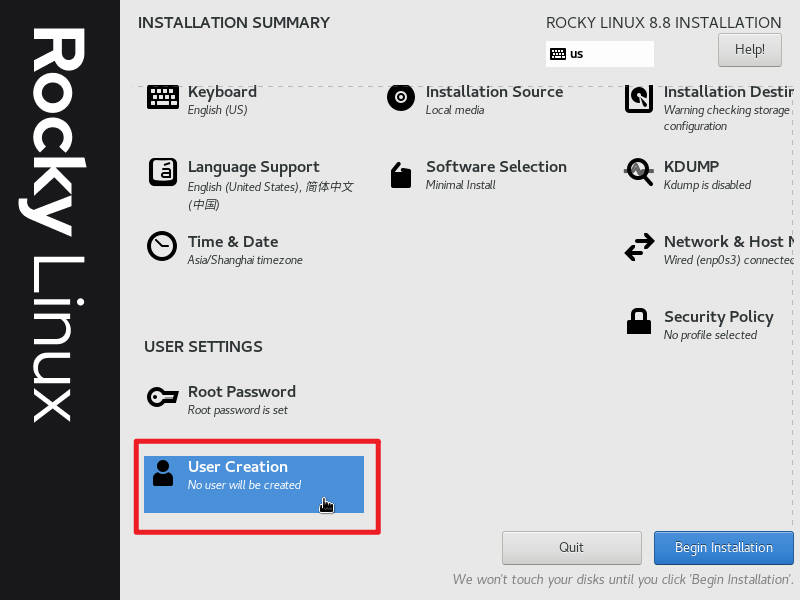 Rocky Linux
INSTALLATION SUMMARY
ROCKY LINUX 8.8 INSTALLATION
us
Help!
Keyboard
English (US)
Installation Source
Local media
Installation Destin
Warning checking storage
configuration
Language Support
English (United States), 简体中文
(中国)
Software Selection
Minimal Install
KDUMP
Kdump is disabled
Time & Date
Asia/Shanghai timezone
Network & Host N
Wired (enp0s3) connected
Security Policy
No profile selected
USER SETTINGS
Root Password
Root password is set
User Creation
No user will be created
Quit
Begin Installation
We won't touch your disks until you click 'Begin Installation'.